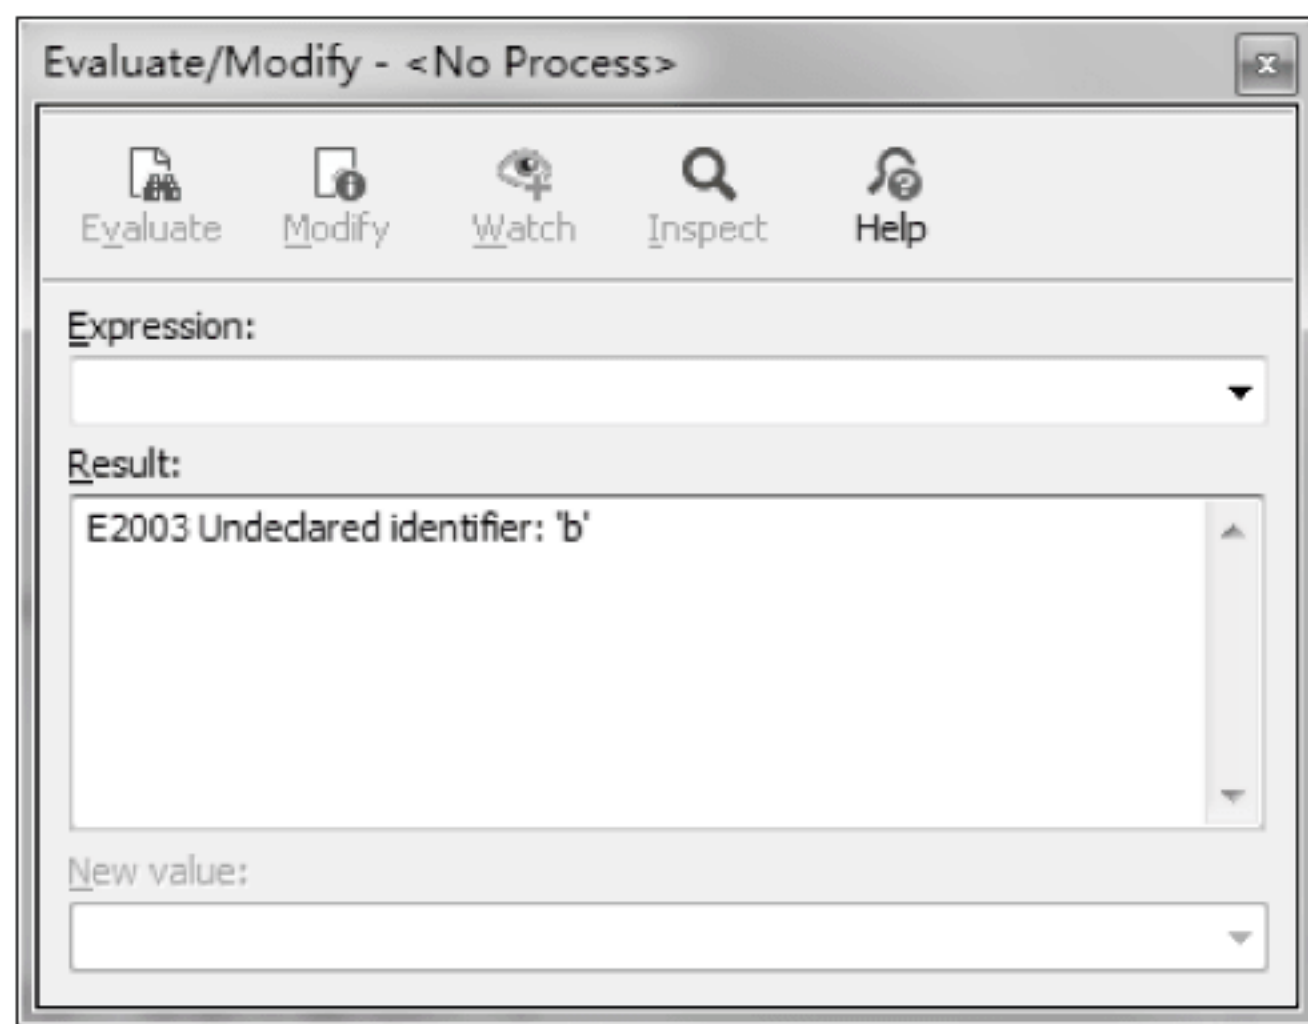 Evaluate/Modify - <No Process>
Evaluate Modify Watch Inspect Help
Expression:
Result:
E2003 Undeclared identifier: 'b'
New value: